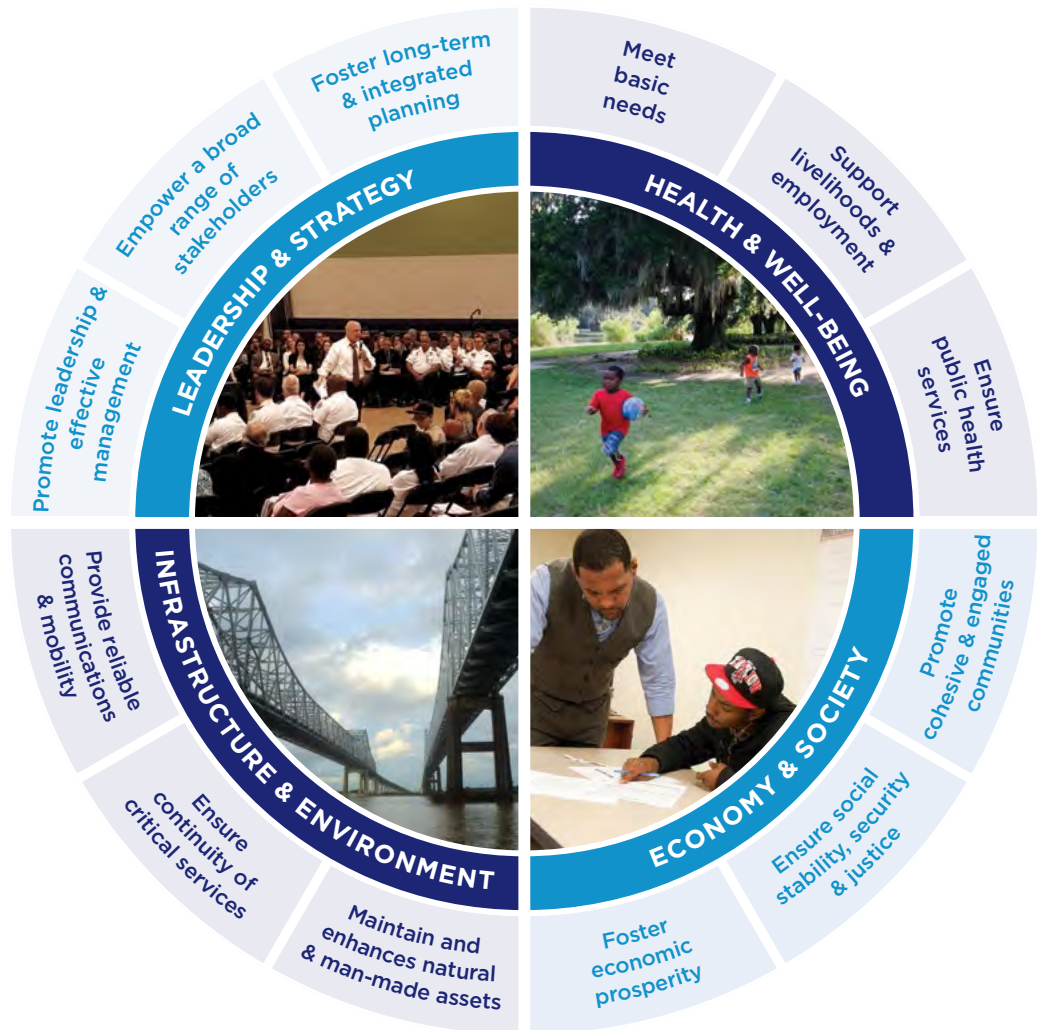 Foster long-term
& integrated
planning
Meet
basic
needs
Empower a broad
range of
stakeholders
Support
livelihoods &
employment
Promote leadership &
effective
management
Ensure
public health
services
LEADERSHIP & STRATEGY
HEALTH & WELL-BEING
INFRASTRUCTURE & ENVIRONMENT
ECONOMY & SOCIETY
Provide reliable
communications
& mobility
Promote
cohesive & engaged
communities
Ensure
continuity of
critical services
Ensure social
stability, security
& justice
Maintain and
enhances natural
& man-made assets
Foster
economic
prosperity